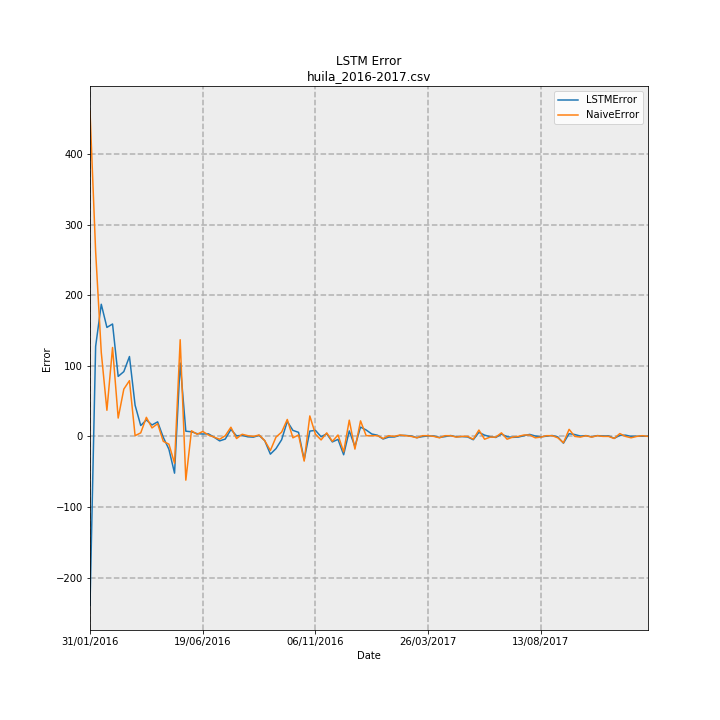 LSTM Error
huila_2016-2017.csv
LSTMError
NaiveError
400
300
200
100
0
−100
−200
Error
31/01/2016 19/06/2016 06/11/2016 26/03/2017 13/08/2017
Date